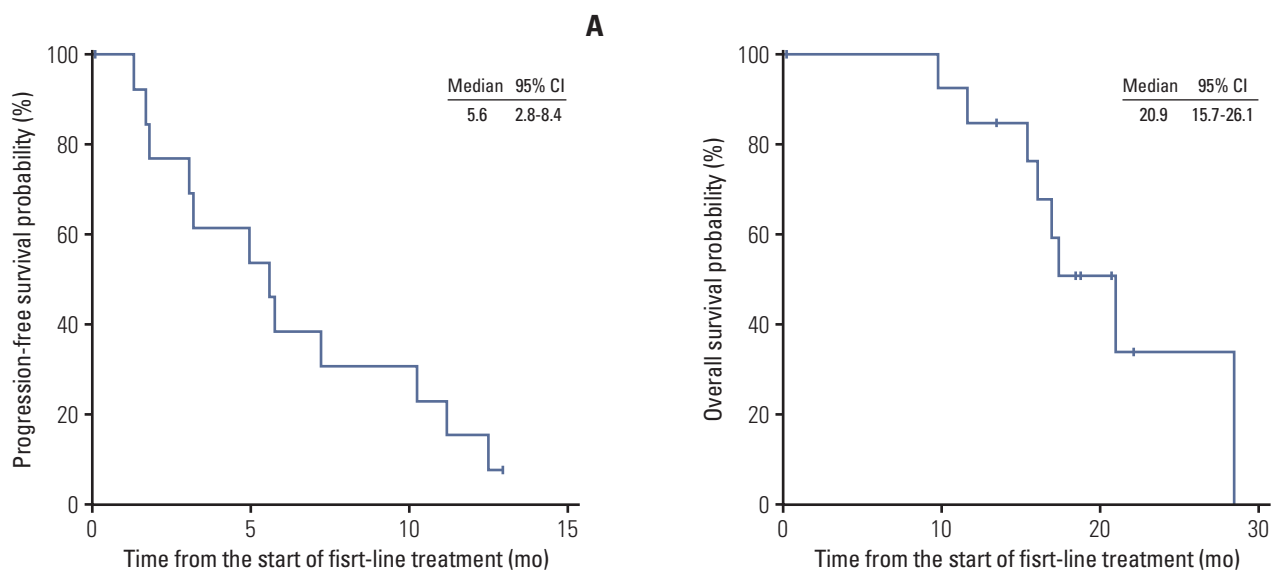 A
100
80
60
40
20
0
Progression-free survival probability (%)
Median 95% CI
5.6 2.8-8.4
0 5 10 15
Time from the start of fisrt-line treatment (mo)
100
80
60
40
20
0
Overall survival probability (%)
Median 95% CI
20.9 15.7-26.1
0 10 20 30
Time from the start of fisrt-line treatment (mo)